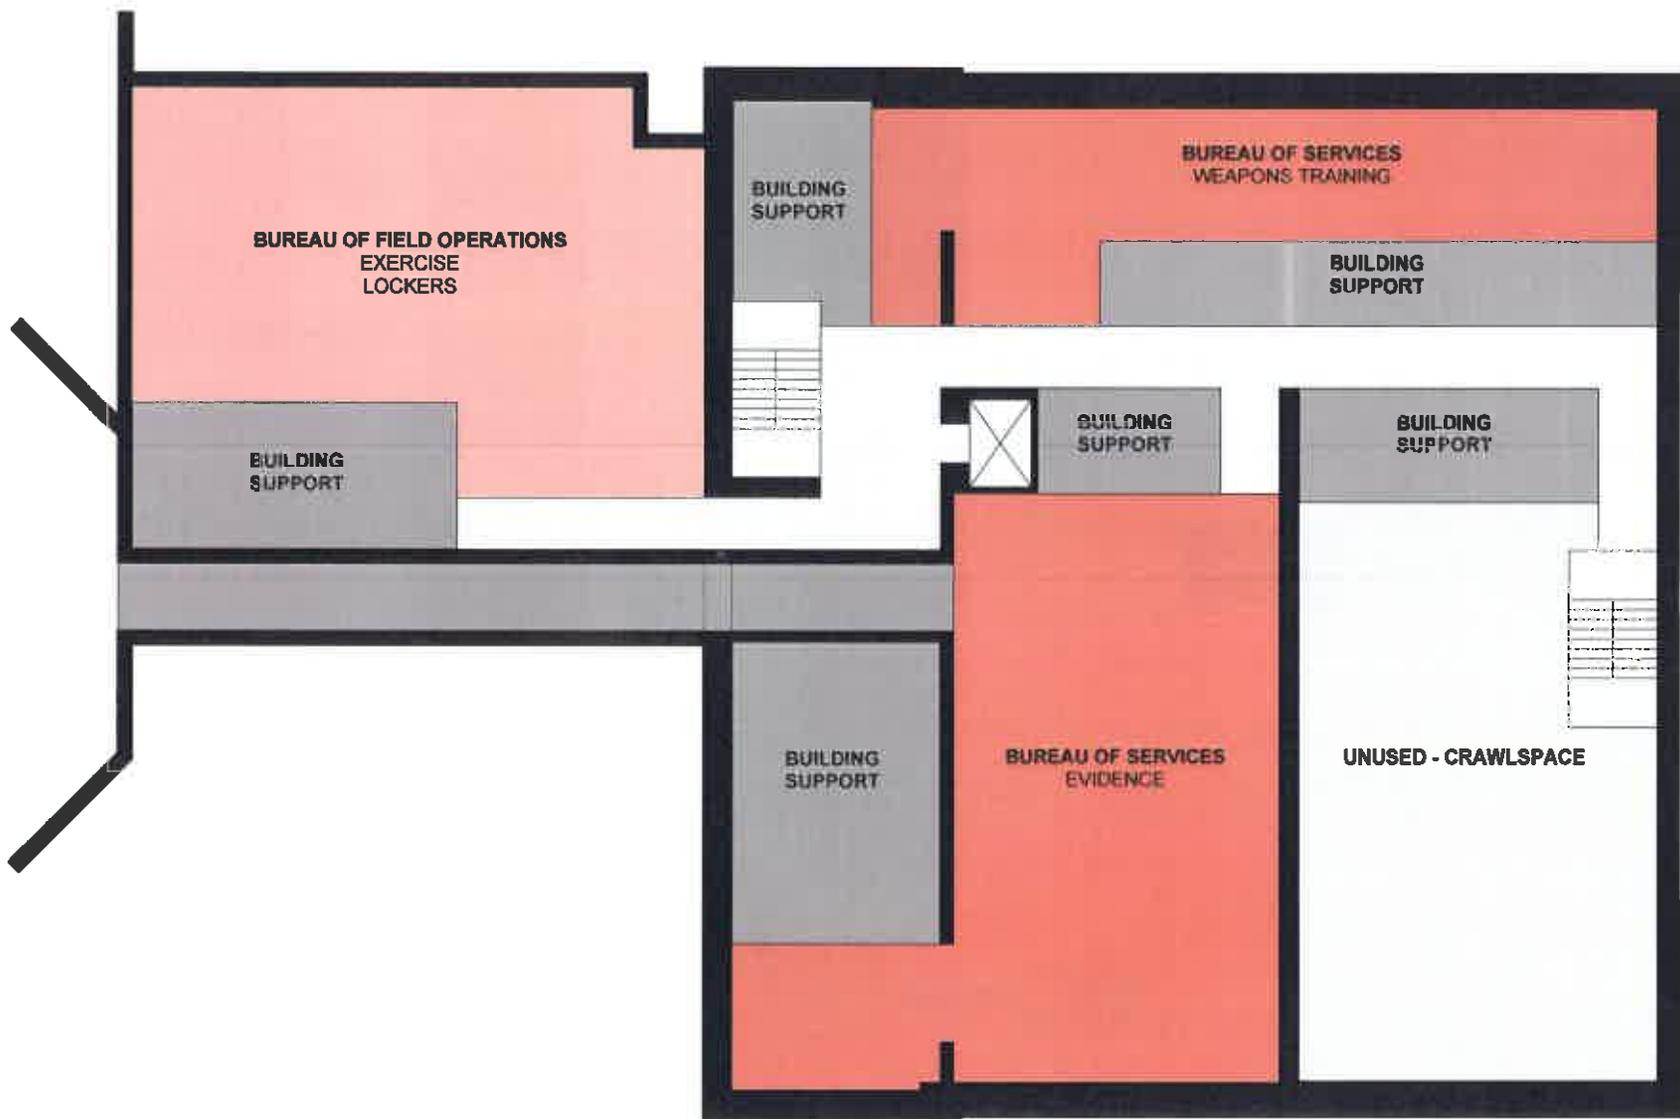 BUREAU OF SERVICES
WEAPONS TRAINING
BUILDING
SUPPORT
BUREAU OF FIELD OPERATIONS
EXERCISE
LOCKERS
BUILDING
SUPPORT
BUILDING
SUPPORT
BUILDING
SUPPORT
BUILDING
SUPPORT
BUILDING
SUPPORT
BUREAU OF SERVICES
EVIDENCE
UNUSED - CRAWLSPACE